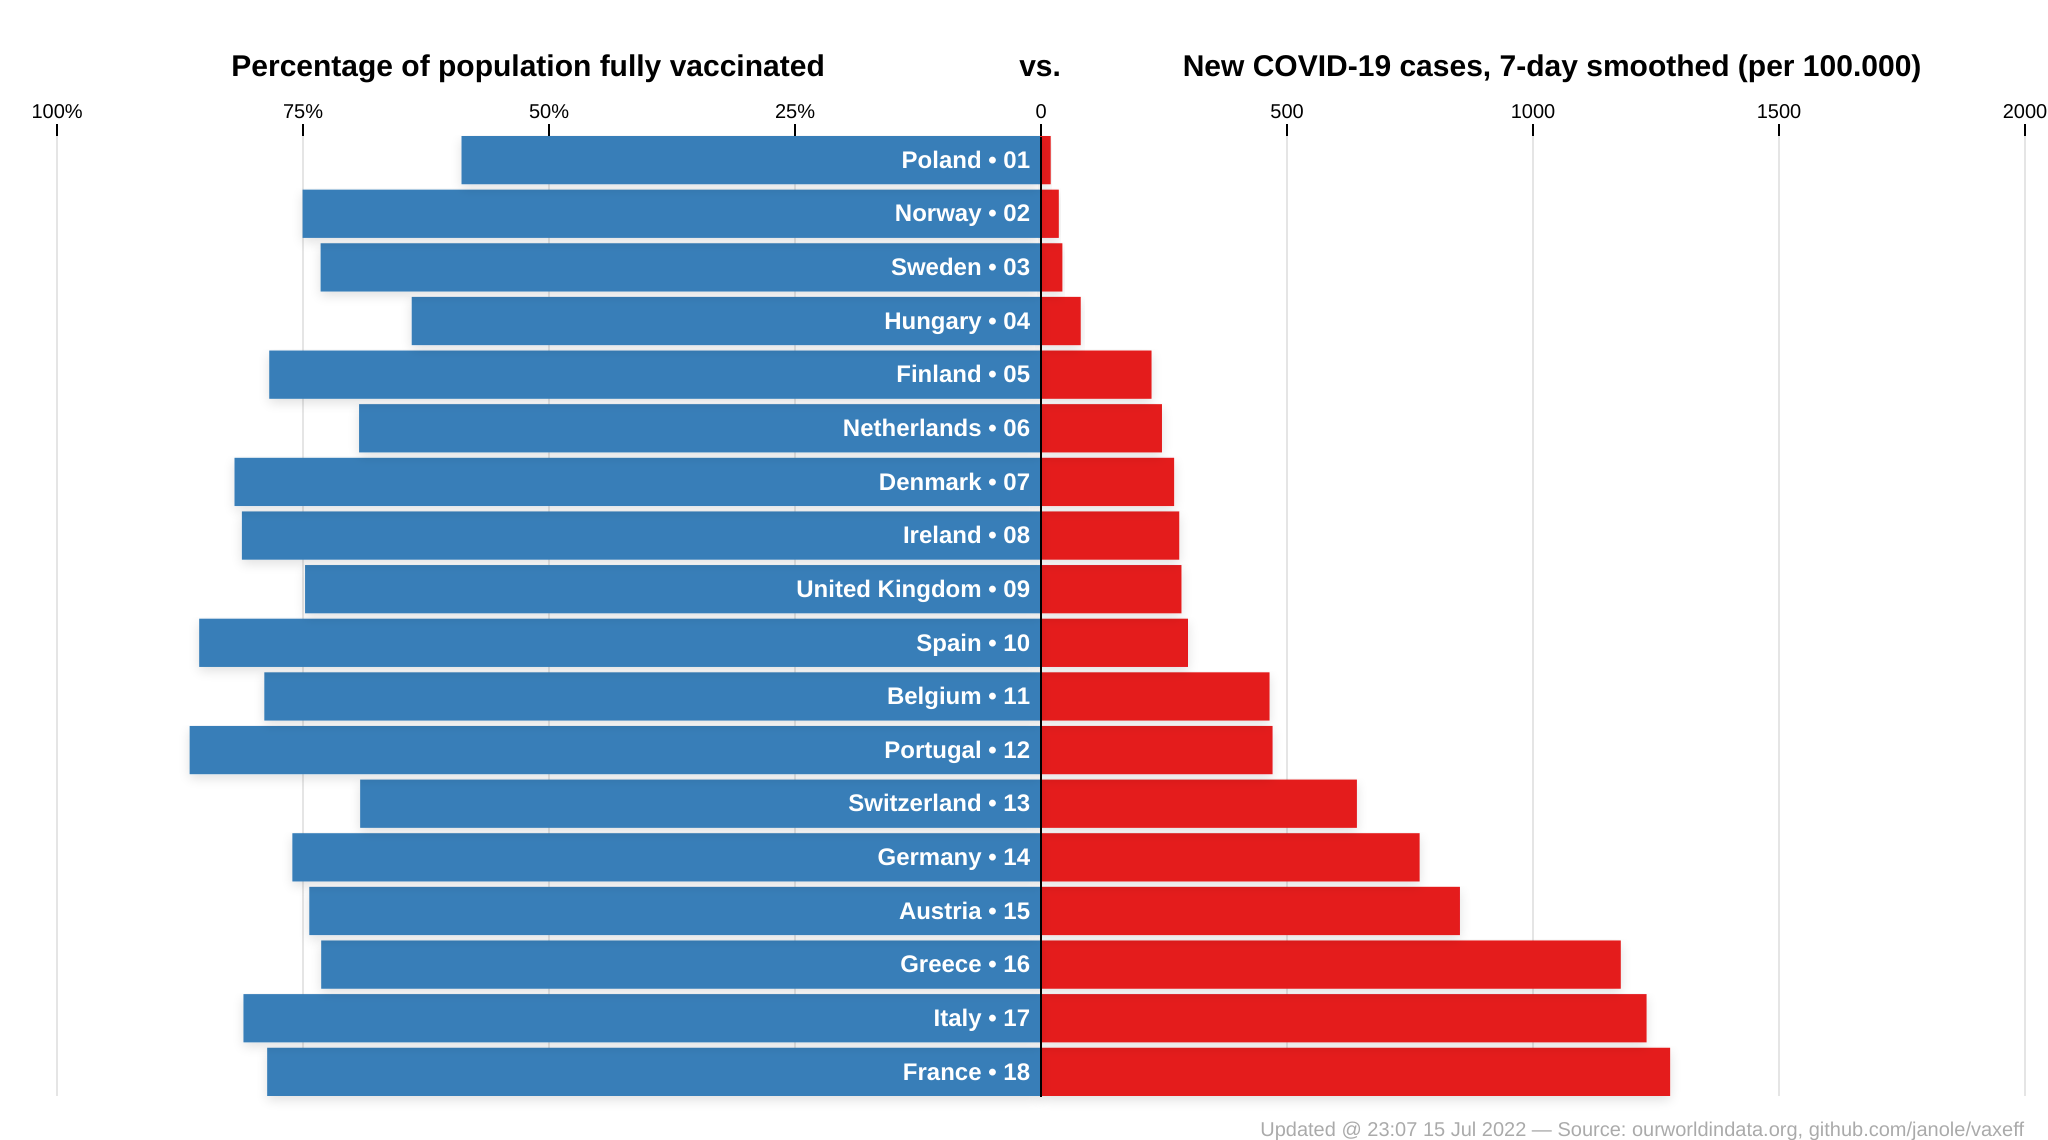 Percentage of population fully vaccinated vs. New COVID-19 cases, 7-day smoothed (per 100.000)
100% 75% 50% 25% 0 500 1000 1500 2000
Poland • 01
Norway • 02
Sweden • 03
Hungary • 04
Finland • 05
Netherlands • 06
Denmark • 07
Ireland • 08
United Kingdom • 09
Spain • 10
Belgium • 11
Portugal • 12
Switzerland • 13
Germany • 14
Austria • 15
Greece • 16
Italy • 17
France • 18
Updated @ 23:07 15 Jul 2022 — Source: ourworldindata.org, github.com/janole/vaxeff